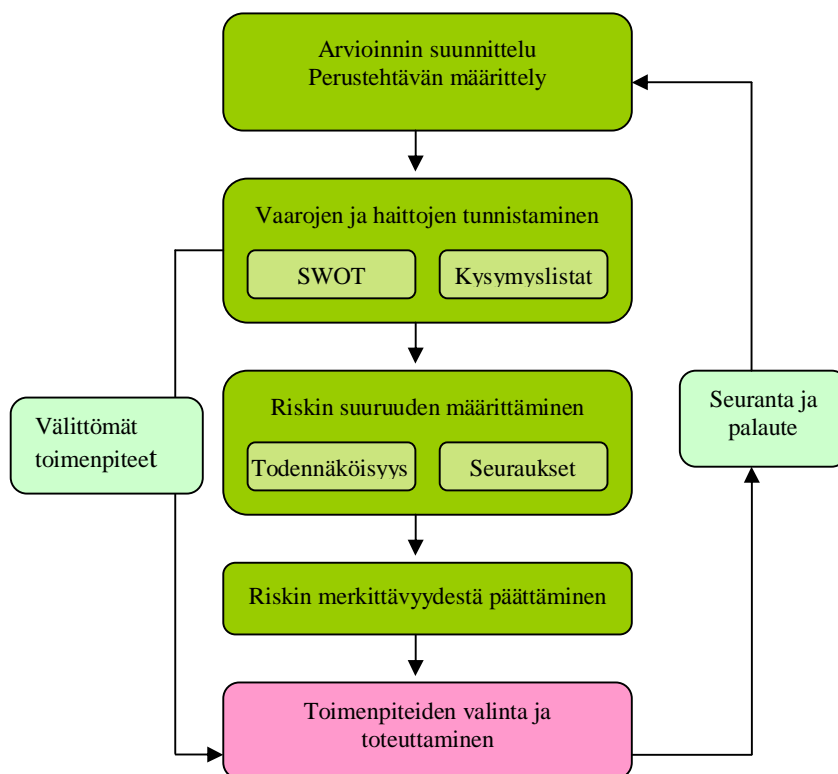 Arvioinnin suunnittelu
Perustehtävän määrittely
Vaarojen ja haittojen tunnistaminen
SWOT
Kysymyslistat
Riskin suuruuden määrittäminen
Todennäköisyys
Seuraukset
Välittömät
toimenpiteet
Seuranta ja
palaute
Riskin merkittävyydestä päättäminen
Toimenpiteiden valinta ja
toteuttaminen